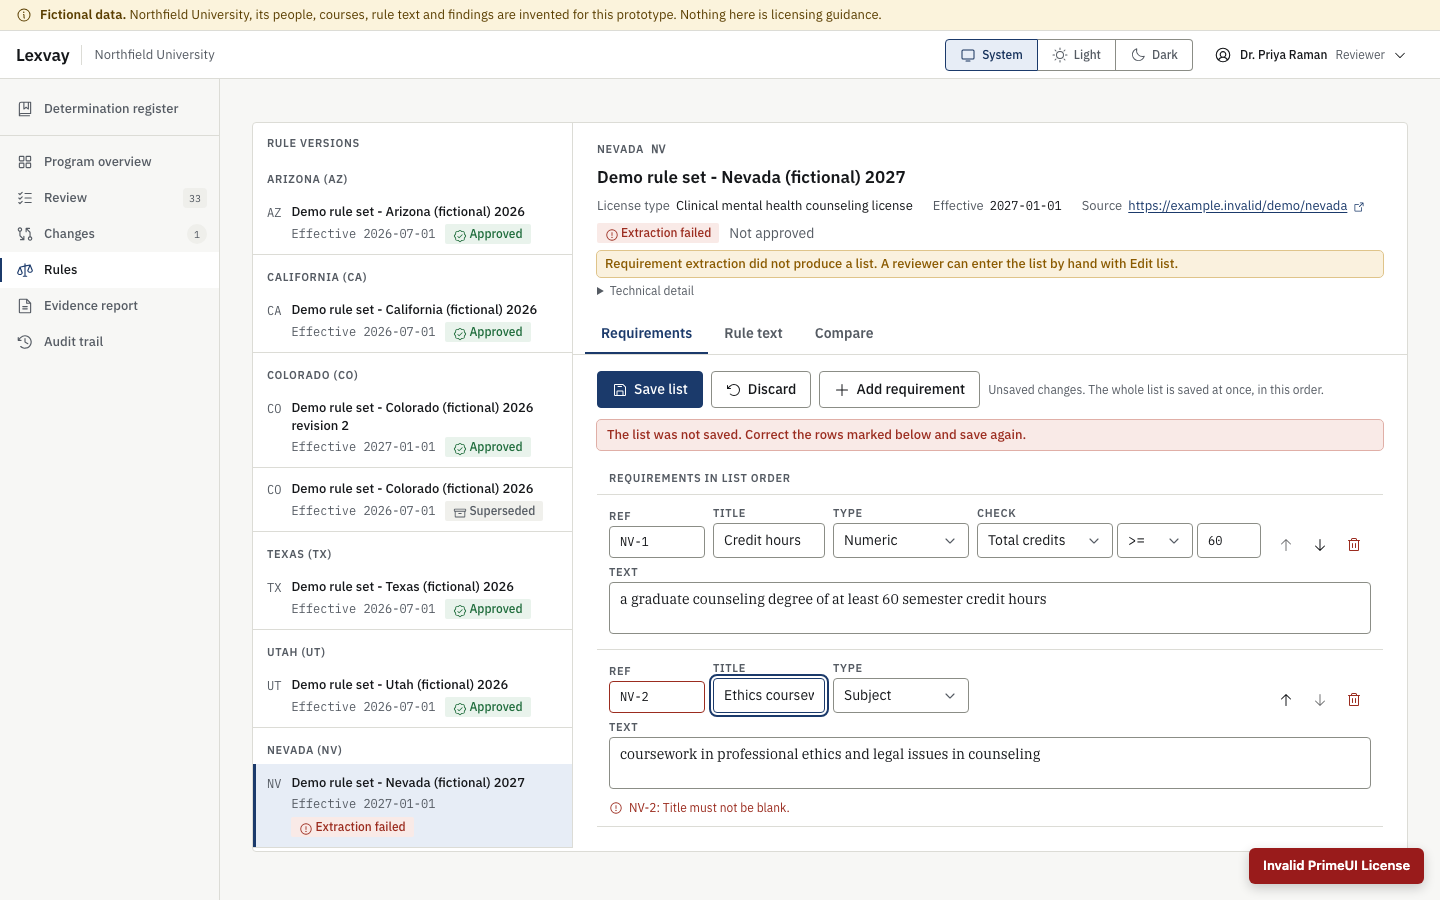 Fictional data. Northfield University, its people, courses, rule text and findings are invented for this prototype. Nothing here is licensing guidance.
Lexvay
Northfield University
System
Light
Dark
Dr. Priya Raman Reviewer
Determination register
Program overview
Review 33
Changes 1
Rules
Evidence report
Audit trail
RULE VERSIONS
ARIZONA (AZ)
AZ Demo rule set - Arizona (fictional) 2026
Effective 2026-07-01 Approved
CALIFORNIA (CA)
CA Demo rule set - California (fictional) 2026
Effective 2026-07-01 Approved
COLORADO (CO)
CO Demo rule set - Colorado (fictional) 2026
revision 2
Effective 2027-01-01 Approved
CO Demo rule set - Colorado (fictional) 2026
Effective 2026-07-01 Superseded
TEXAS (TX)
TX Demo rule set - Texas (fictional) 2026
Effective 2026-07-01 Approved
UTAH (UT)
UT Demo rule set - Utah (fictional) 2026
Effective 2026-07-01 Approved
NEVADA (NV)
NV Demo rule set - Nevada (fictional) 2027
Effective 2027-01-01
Extraction failed
NEVADA NV
Demo rule set - Nevada (fictional) 2027
License type Clinical mental health counseling license Effective 2027-01-01 Source https://example.invalid/demo/nevada
Extraction failed Not approved
Requirement extraction did not produce a list. A reviewer can enter the list by hand with Edit list.
Technical detail
Requirements Rule text Compare
Save list Discard Add requirement Unsaved changes. The whole list is saved at once, in this order.
The list was not saved. Correct the rows marked below and save again.
REQUIREMENTS IN LIST ORDER
REF TITLE TYPE CHECK
NV-1 Credit hours Numeric Total credits >= 60
TEXT
a graduate counseling degree of at least 60 semester credit hours
REF TITLE TYPE
NV-2 Ethics coursev Subject
TEXT
coursework in professional ethics and legal issues in counseling
NV-2: Title must not be blank.
Invalid PrimeUI License